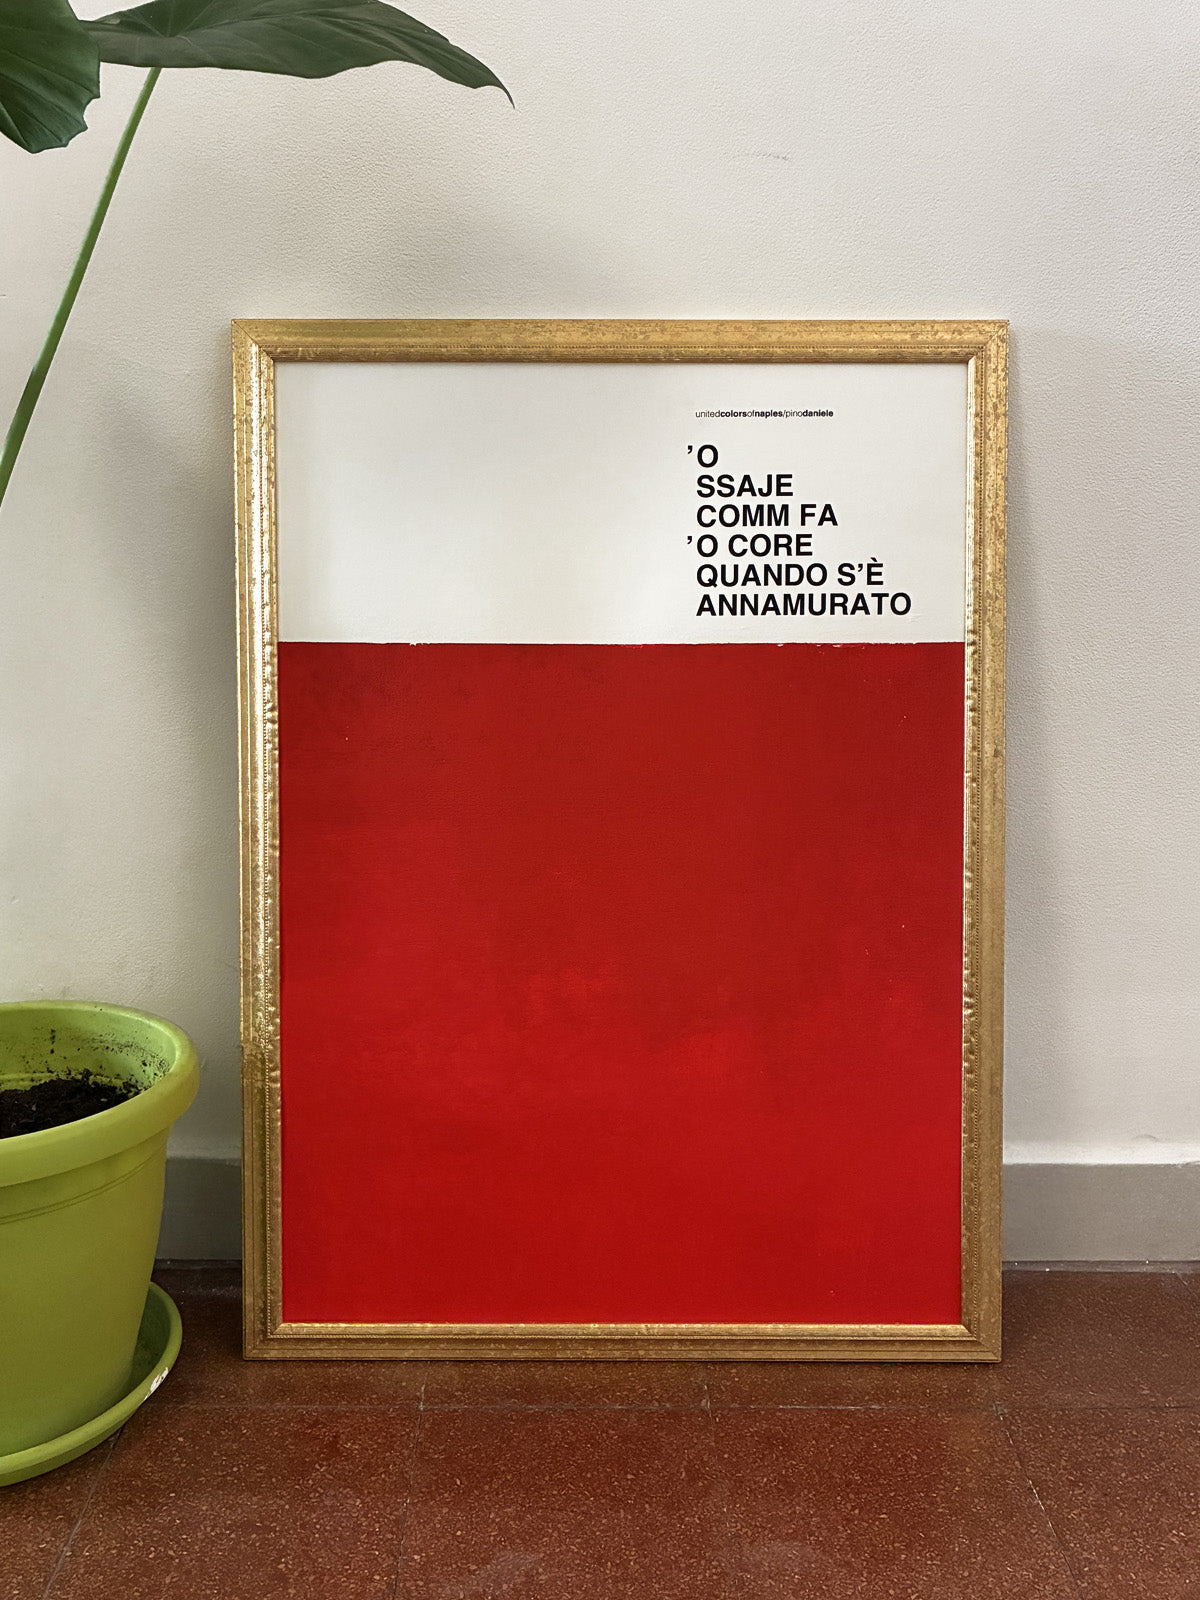 unitedcolorsofnaples/pinodaniele
’O
SSAJE
COMM FA
’O CORE
QUANDO S’È
ANNAMURATO